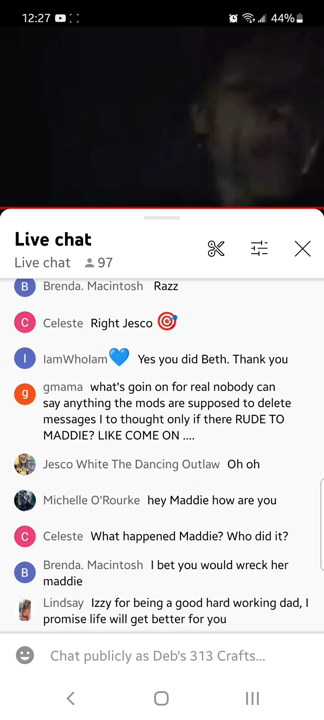 12:27
44%
Live chat
Live chat 97
B Brenda. Macintosh Razz
C Celeste Right Jesco 🎯
I IamWhoIam💙 Yes you did Beth. Thank you
g gmama what's goin on for real nobody can
say anything the mods are supposed to delete
messages I to thought only if there RUDE TO
MADDIE? LIKE COME ON ....
Jesco White The Dancing Outlaw Oh oh
Michelle O'Rourke hey Maddie how are you
C Celeste What happened Maddie? Who did it?
B Brenda. Macintosh I bet you would wreck her
maddie
Lindsay Izzy for being a good hard working dad, I
promise life will get better for you
Chat publicly as Deb's 313 Crafts...